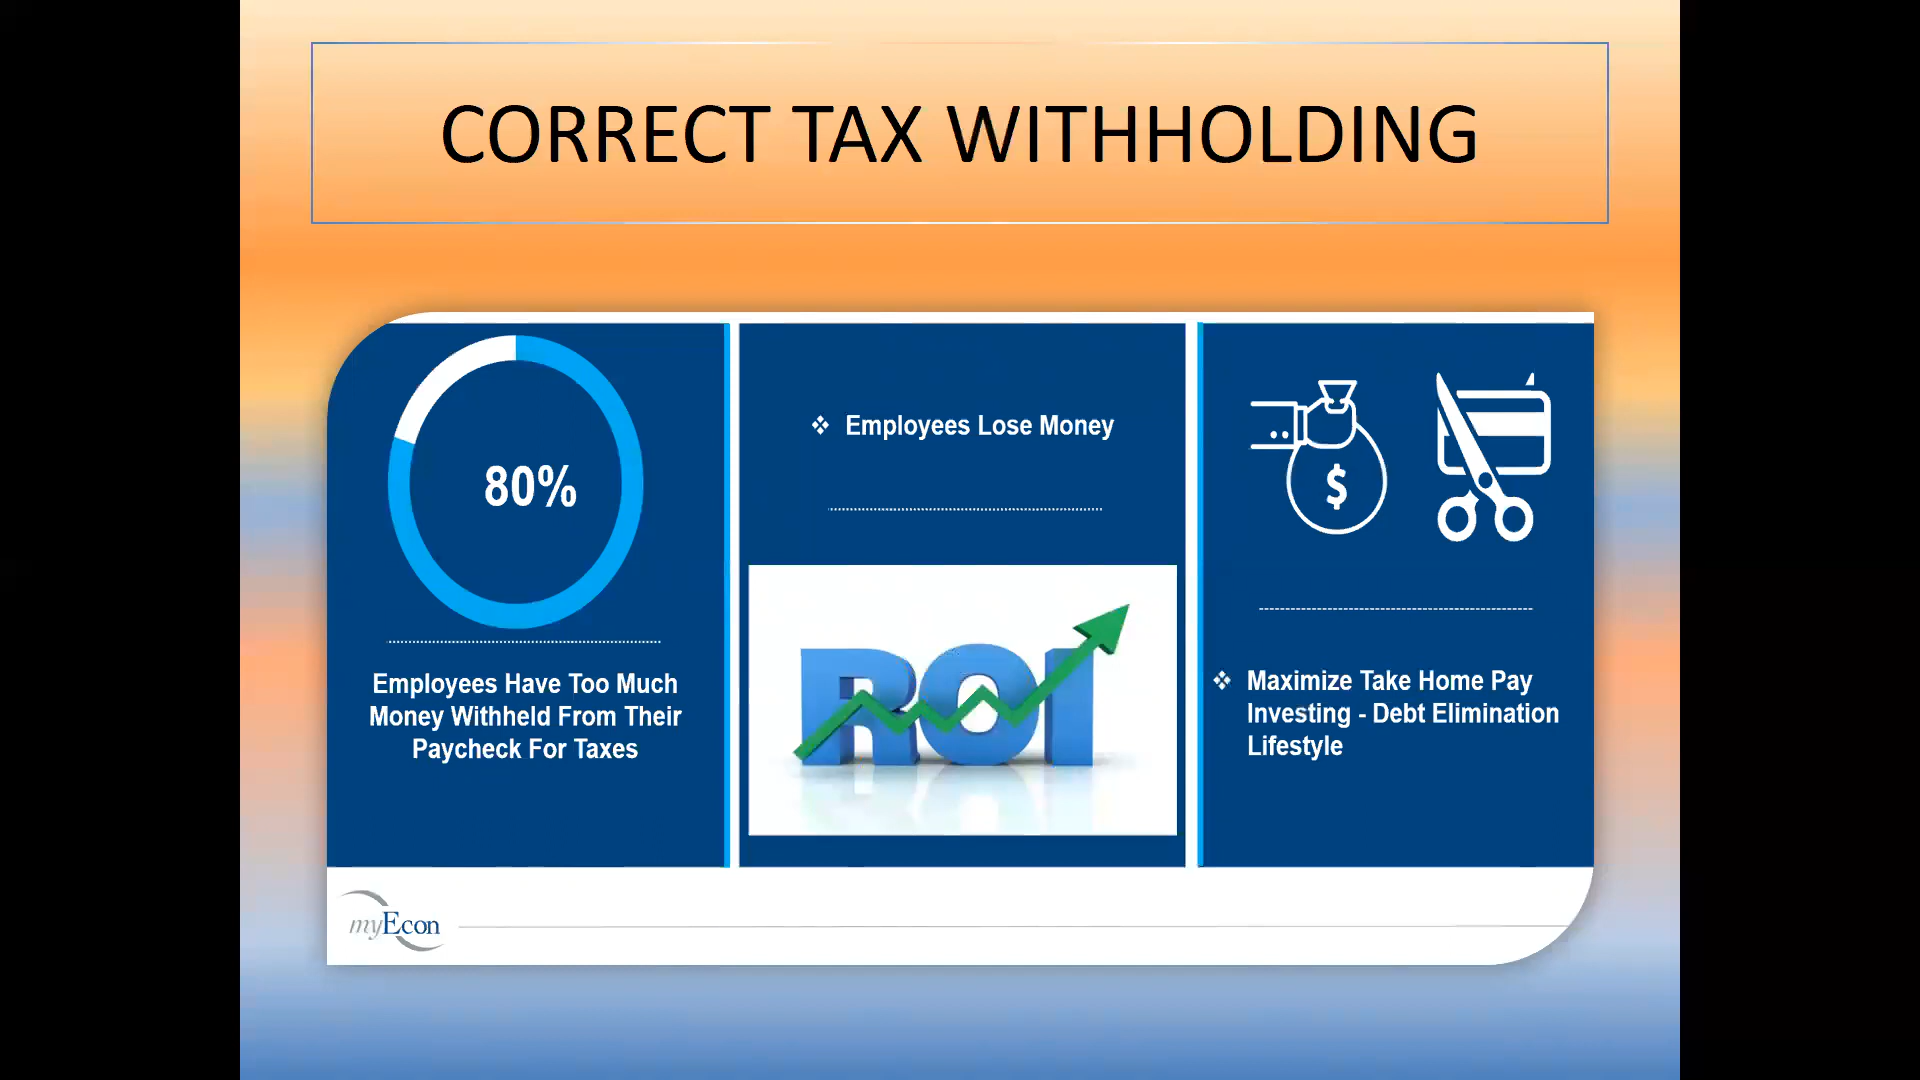 CORRECT TAX WITHHOLDING
80%
Employees Have Too Much
Money Withheld From Their
Paycheck For Taxes
❖ Employees Lose Money
ROI
$
❖ Maximize Take Home Pay
Investing - Debt Elimination
Lifestyle
myEcon